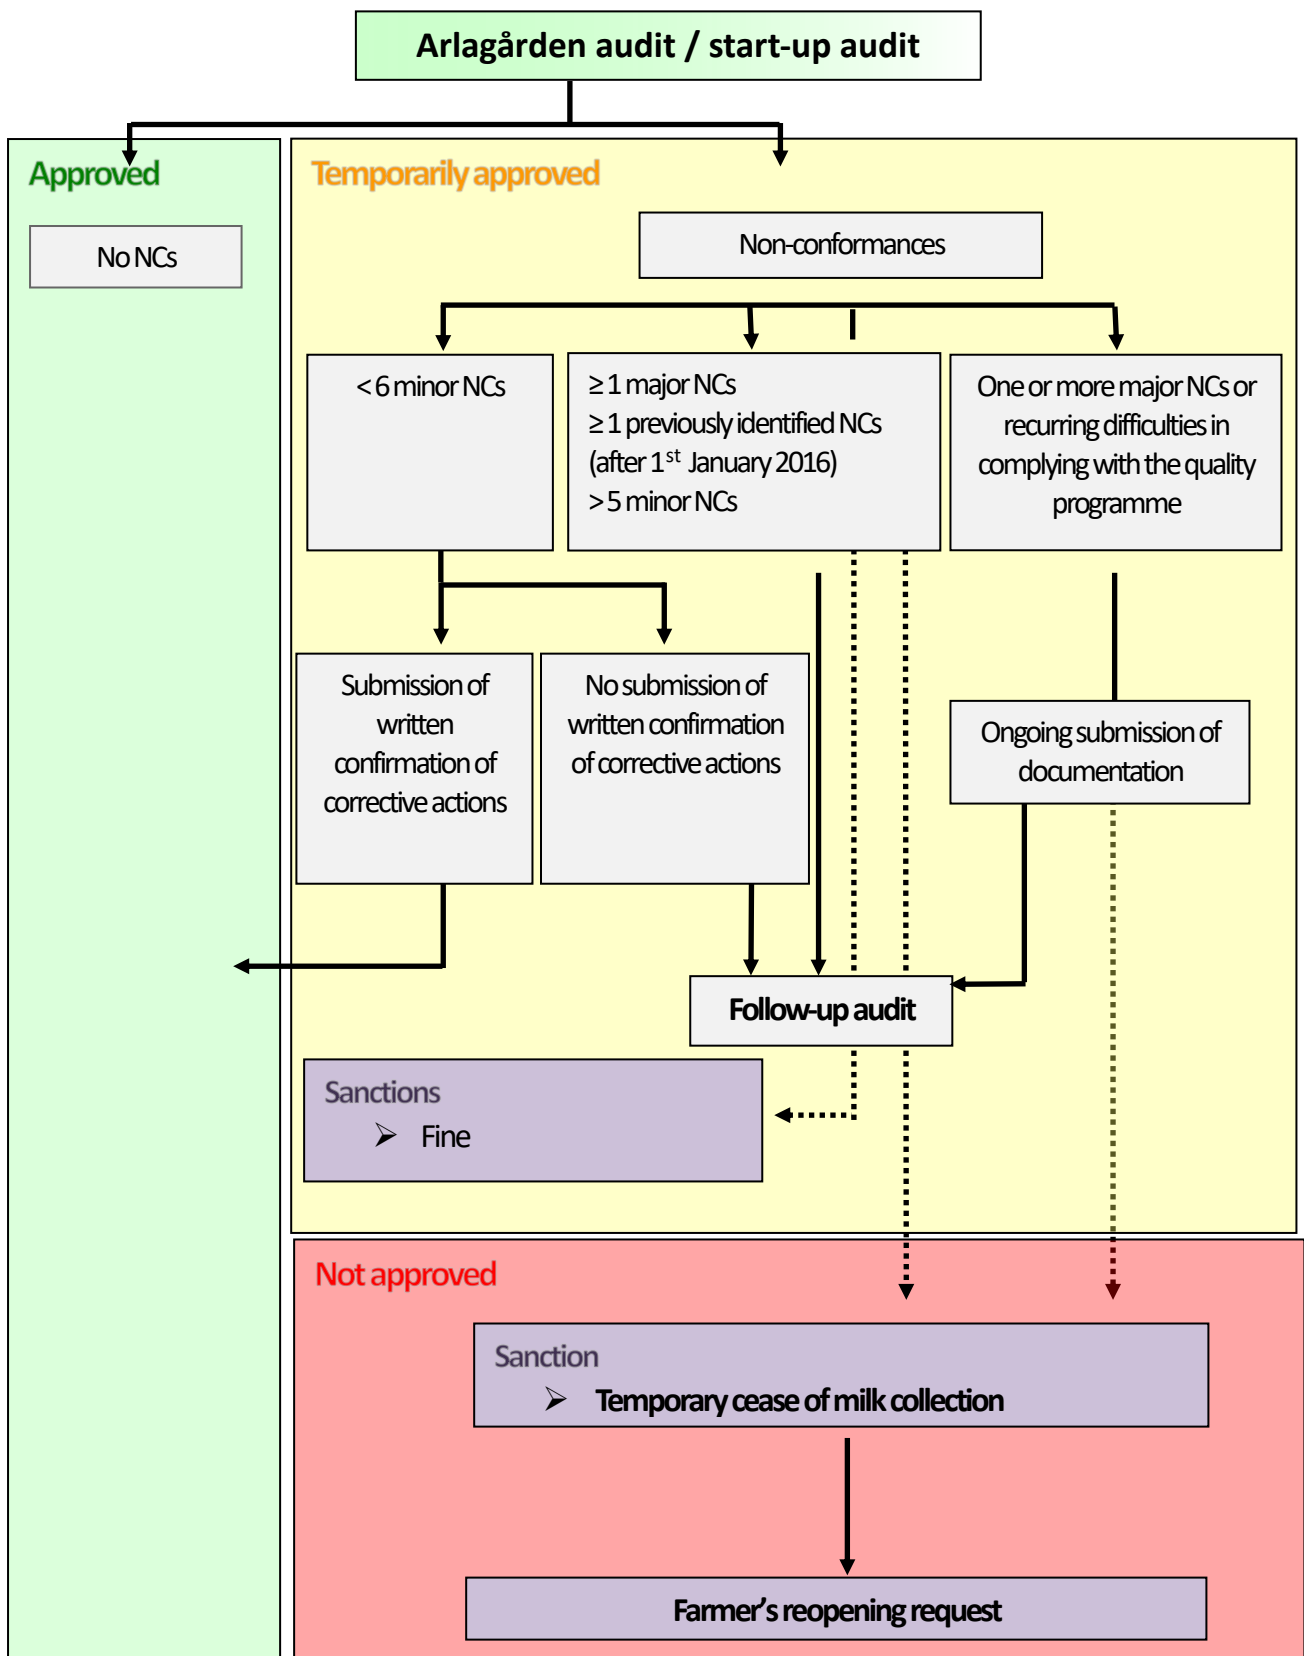 Arlagården audit / start-up audit
Approved
No NCs
Temporarily approved
Non-conformances
< 6 minor NCs
≥ 1 major NCs
≥ 1 previously identified NCs
(after 1st January 2016)
> 5 minor NCs
One or more major NCs or
recurring difficulties in
complying with the quality
programme
Submission of
written
confirmation of
corrective actions
No submission of
written confirmation
of corrective actions
Ongoing submission of
documentation
Follow-up audit
Sanctions
➢ Fine
Not approved
Sanction
➢ Temporary cease of milk collection
Farmer’s reopening request